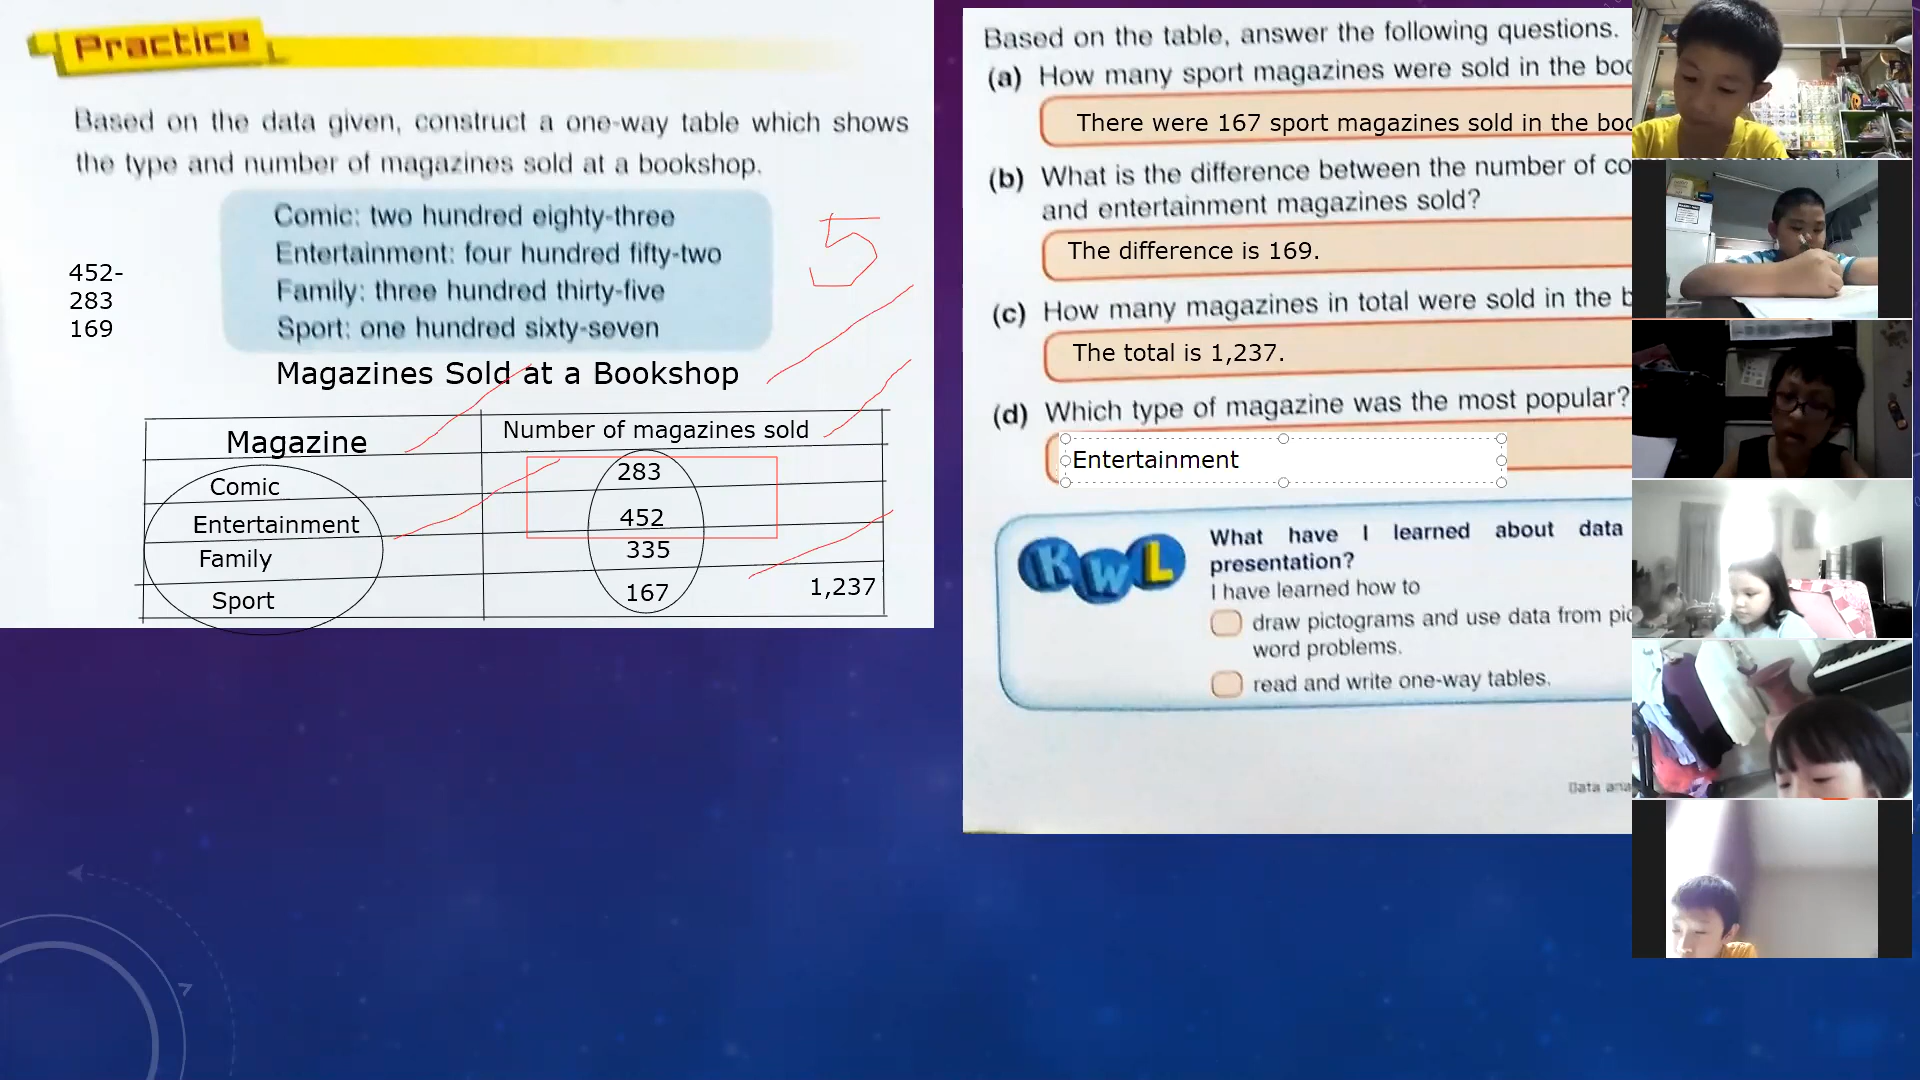 Practice
Based on the data given, construct a one-way table which shows
the type and number of magazines sold at a bookshop.
Comic: two hundred eighty-three
Entertainment: four hundred fifty-two
Family: three hundred thirty-five
Sport: one hundred sixty-seven
5
452-
283
169
Magazines Sold at a Bookshop
Magazine Number of magazines sold
Comic 283
Entertainment 452
Family 335
Sport 167 1,237
Based on the table, answer the following questions.
(a) How many sport magazines were sold in the
There were 167 sport magazines sold in the
(b) What is the difference between the number of
and entertainment magazines sold?
The difference is 169.
(c) How many magazines in total were sold in the
The total is 1,237.
(d) Which type of magazine was the most popular?
Entertainment
KWL
What have I learned about data
presentation?
I have learned how to
draw pictograms and use data from
word problems.
read and write one-way tables.
Data
7